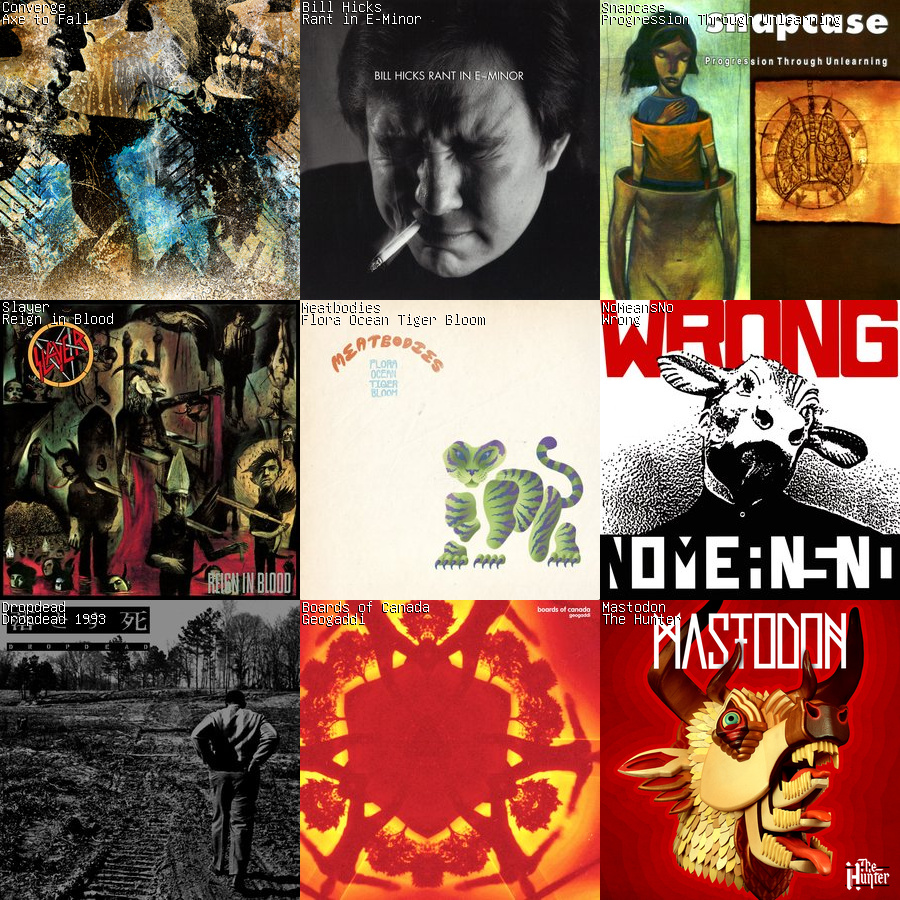 Converge
Axe to Fall
Bill Hicks
Rant in E-Minor
BILL HICKS RANT IN E-MINOR
Snapcase
Progression Through Unlearning
snapcase
Progression Through Unlearning
Slayer
Reign in Blood
SLAYER
REIGN IN BLOOD
Meatbodies
Flora Ocean Tiger Bloom
MEATBODIES
FLORA
OCEAN
TIGER
BLOOM
NoMeansNo
Wrong
WRONG
NOMEANSNO
Dropdead
Dropdead 1993
死
DROPDEAD
Boards of Canada
Geogaddi
boards of canada
geogaddi
Mastodon
The Hunter
MASTODON
The
Hunter